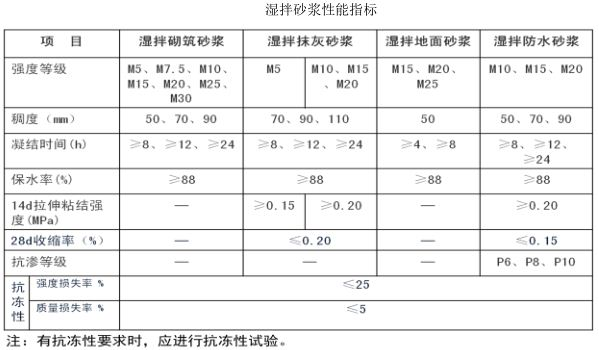 湿拌砂浆性能指标
项 目 湿拌砌筑砂浆 湿拌抹灰砂浆 湿拌地面砂浆 湿拌防水砂浆
强度等级 M5、M7.5、M10、 M5 M10、M15 M15、M20、 M10、M15、M20
M15、M20、M25、 、M20 M25
M30
稠度（mm） 50、70、90 70、90、110 50 50、70、90
凝结时间(h) ≥8、≥12、≥24 ≥8、≥12、≥24 ≥4、≥8 ≥8、≥12、
≥24
保水率(%) ≥88 ≥88 ≥88 ≥88
14d拉伸粘结强 — ≥0.15 ≥0.20 — ≥0.20
度(MPa)
28d收缩率（%） — ≤0.20 — ≤0.15
抗渗等级 — — — P6、P8、P10
抗冻性 强度损失率 % ≤25
质量损失率 % ≤5
注：有抗冻性要求时，应进行抗冻性试验。